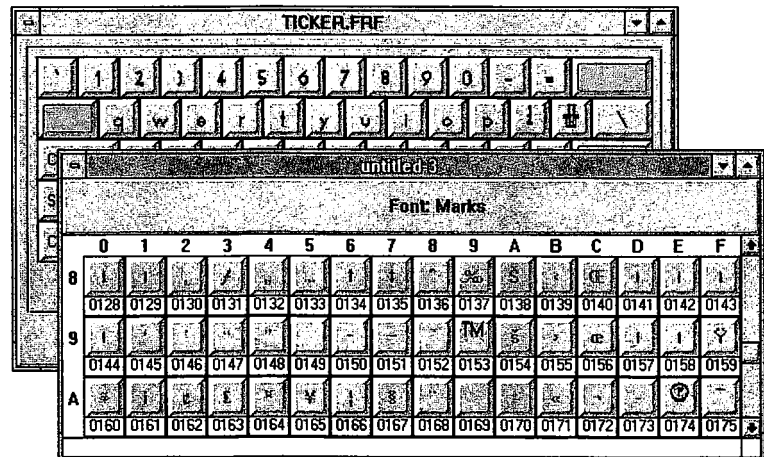 TICKER.FRF
` 1 2 3 4 5 6 7 8 9 0 - =
q w e r t y u i o p \
untitled-3
Font: Marks
0 1 2 3 4 5 6 7 8 9 A B C D E F
8
0128 0129 0130 0131 0132 0133 0134 0135 0136 0137 0138 0139 0140 0141 0142 0143
9 TM š › œ Ÿ
0144 0145 0146 0147 0148 0149 0150 0151 0152 0153 0154 0155 0156 0157 0158 0159
A ¢ £ ¤ ¥ § «
0160 0161 0162 0163 0164 0165 0166 0167 0168 0169 0170 0171 0172 0173 0174 0175